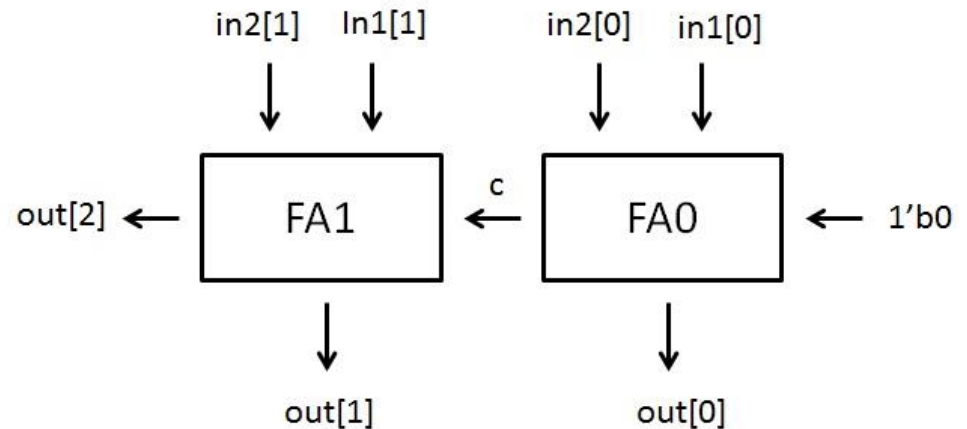 in2[1] In1[1] in2[0] in1[0]
c
out[2] FA1 FA0 1’b0
out[1] out[0]